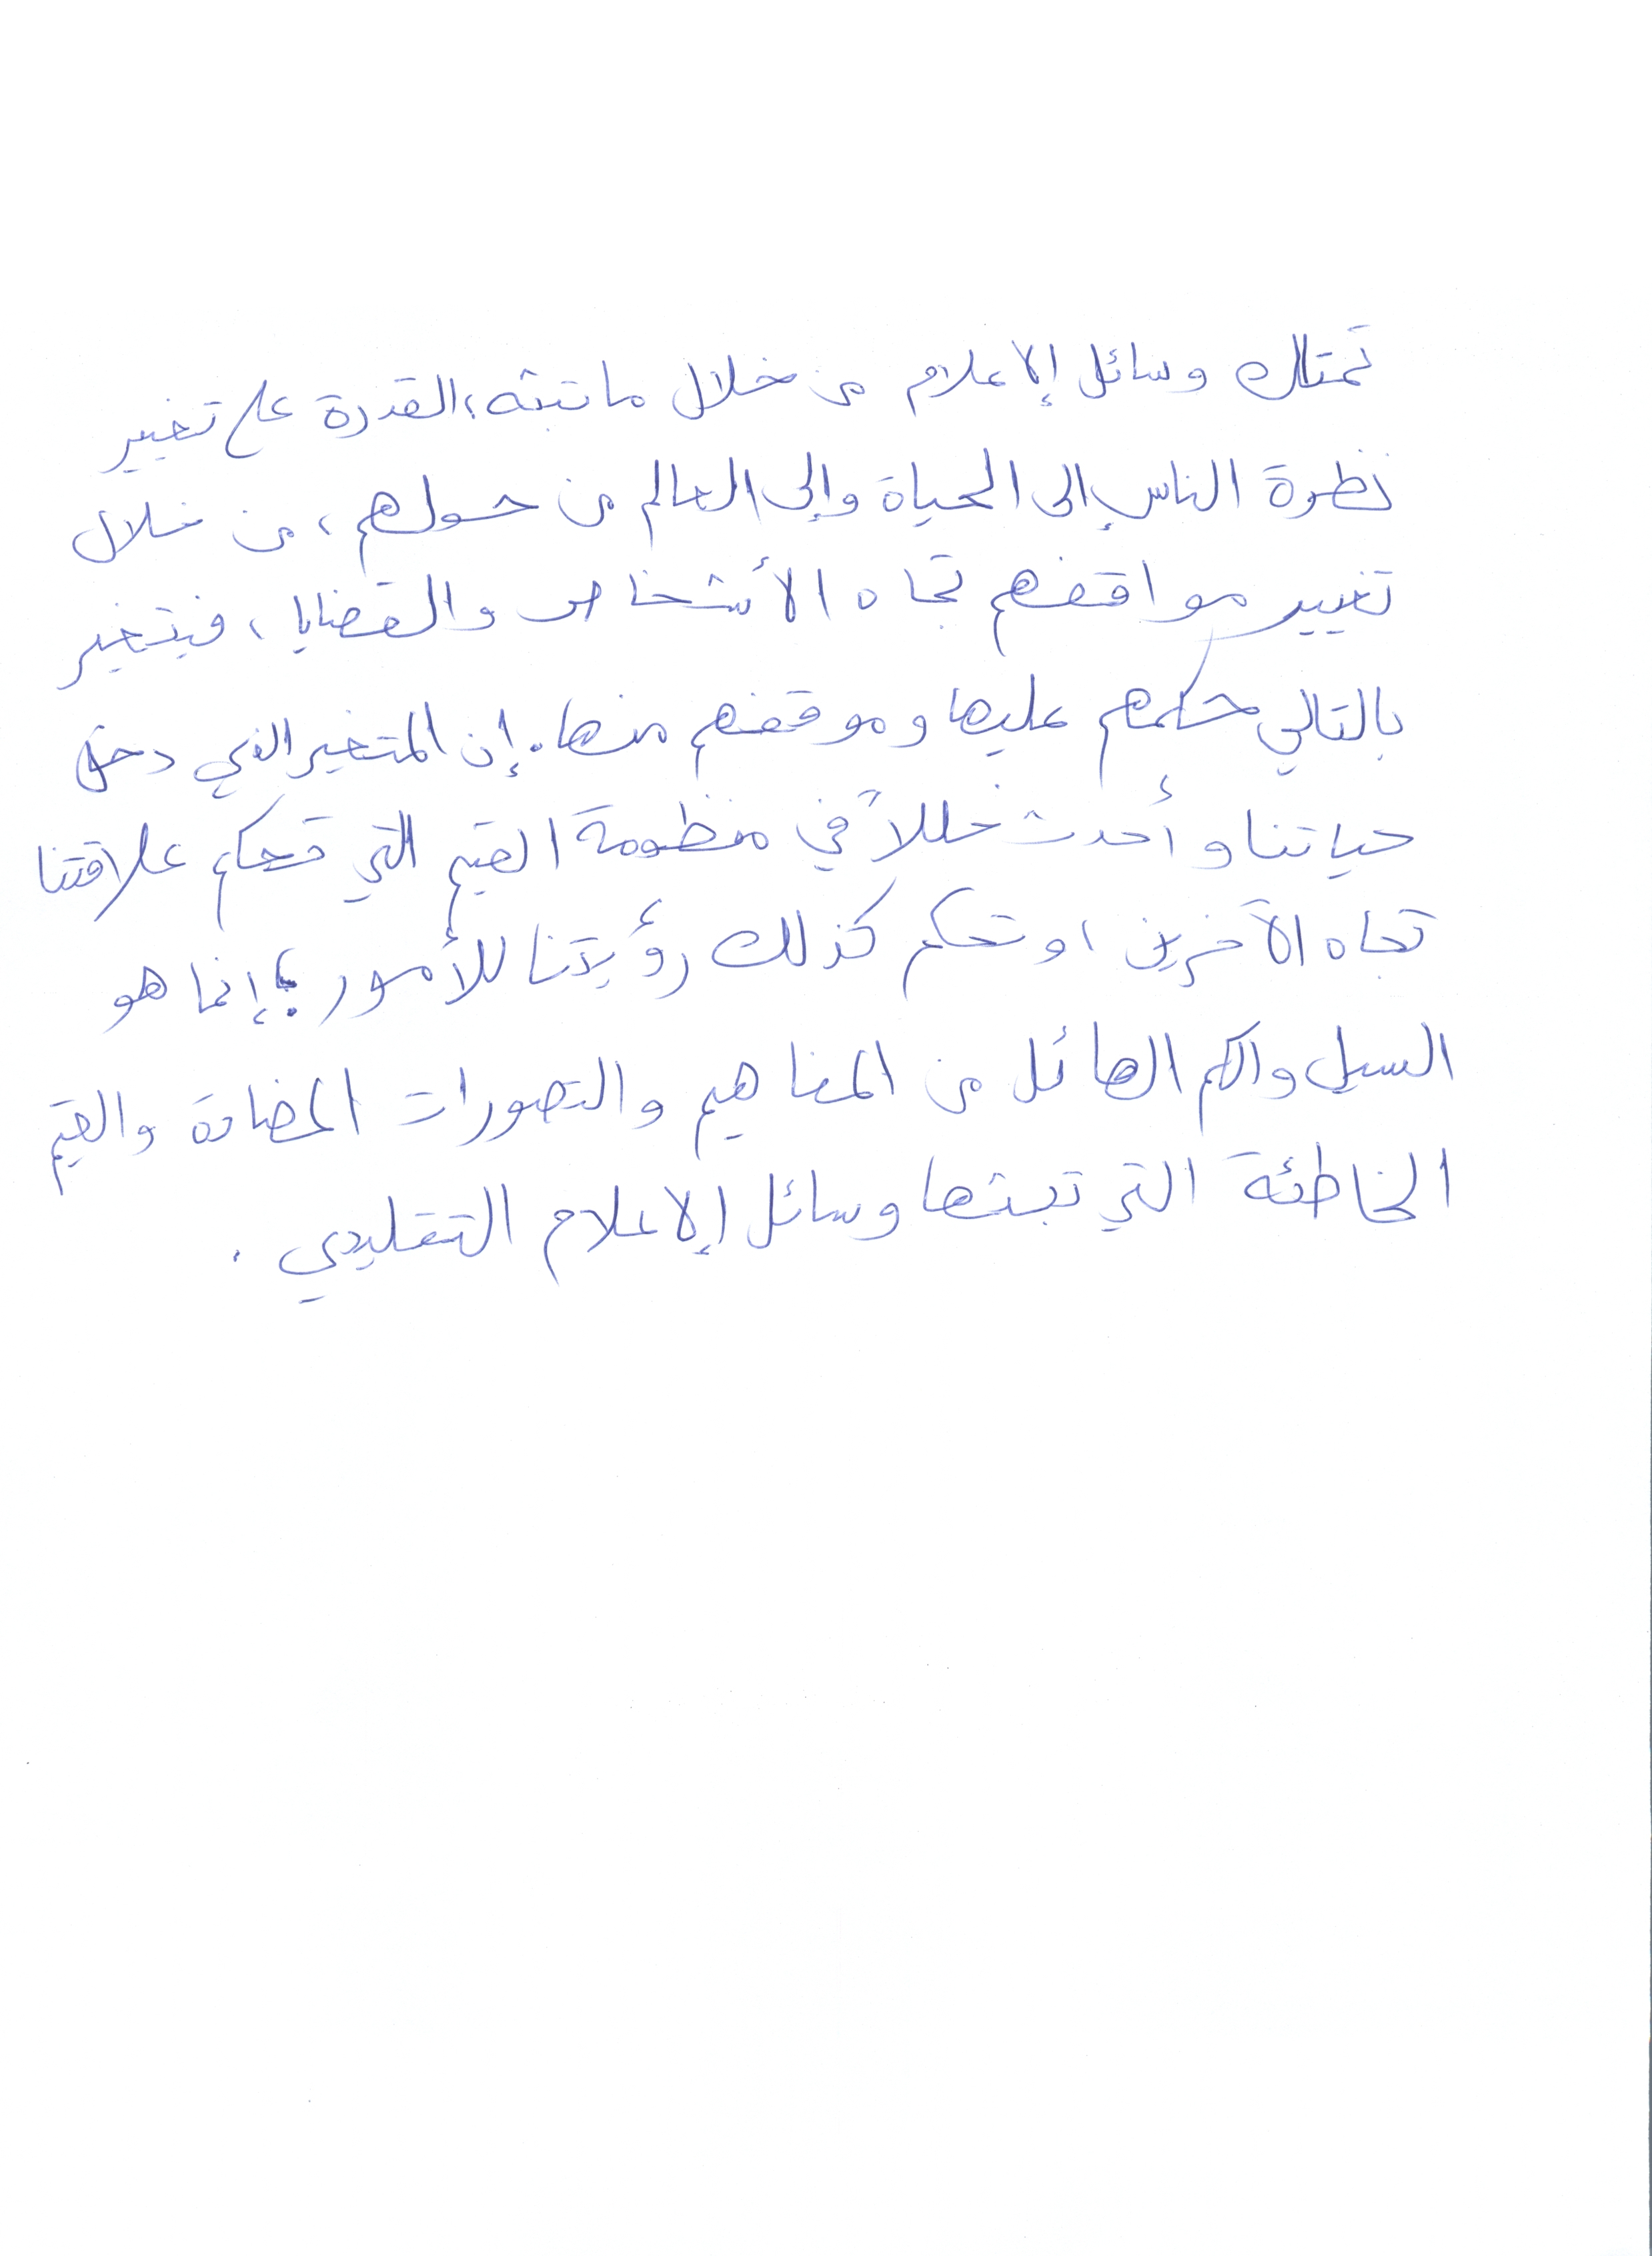 تمتلك وسائل الإعلام من خلال ما تبثه؛ القدرة على تغيير
نظرة الناس إلى الحياة وإلى العالم من حولهم، من خلال
تغيير مواقفهم تجاه الأشخاص والقضايا، فيتغير
بالتالي حكمهم عليها وموقفهم منها. إن المتغير الذي دخل
حياتنا وأحدث خللاً في منظومة القيم التي تحكم علاقتنا
تجاه الآخرين، وتحكم كذلك رؤيتنا للأمور؛ إنما هو
السيل والكم الهائل من المفاهيم والتصورات المضادة والقيم
الخاطئة التي تبثها وسائل الإعلام التقليدي.